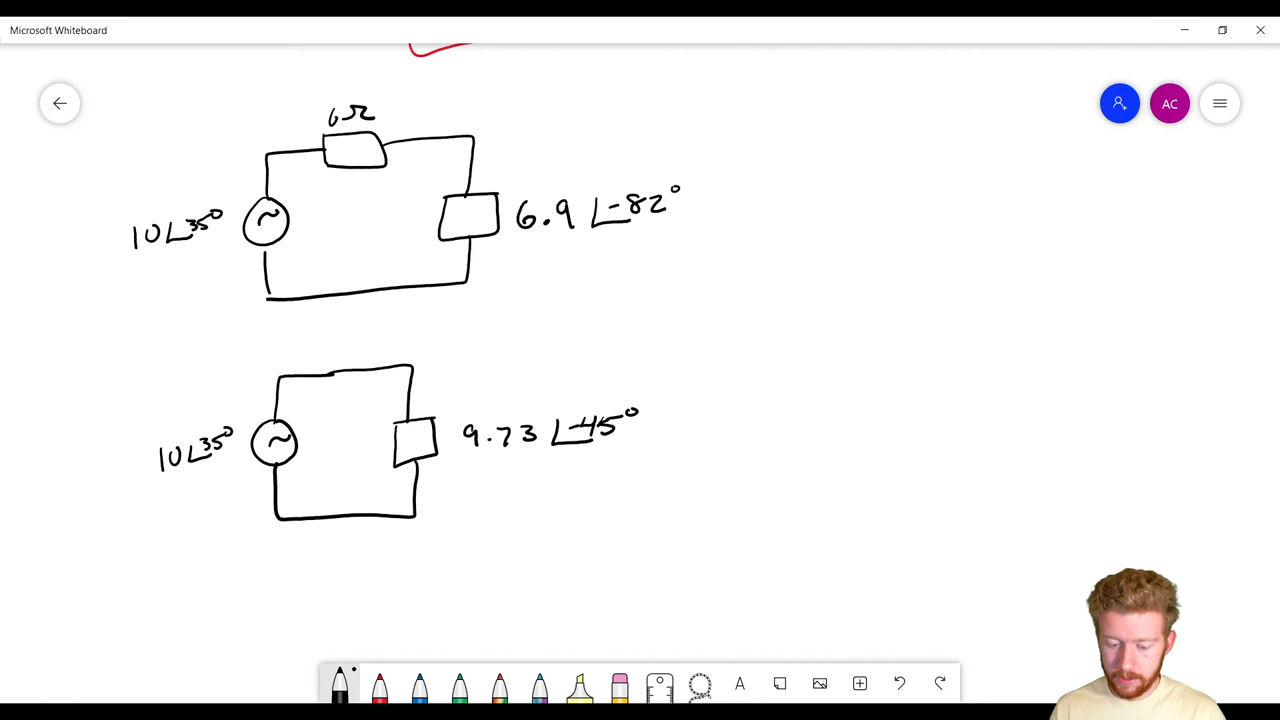 Microsoft Whiteboard
AC
6Ω
10∠35°
6.9 ∠-82°
10∠35°
9.73 ∠-45°
A